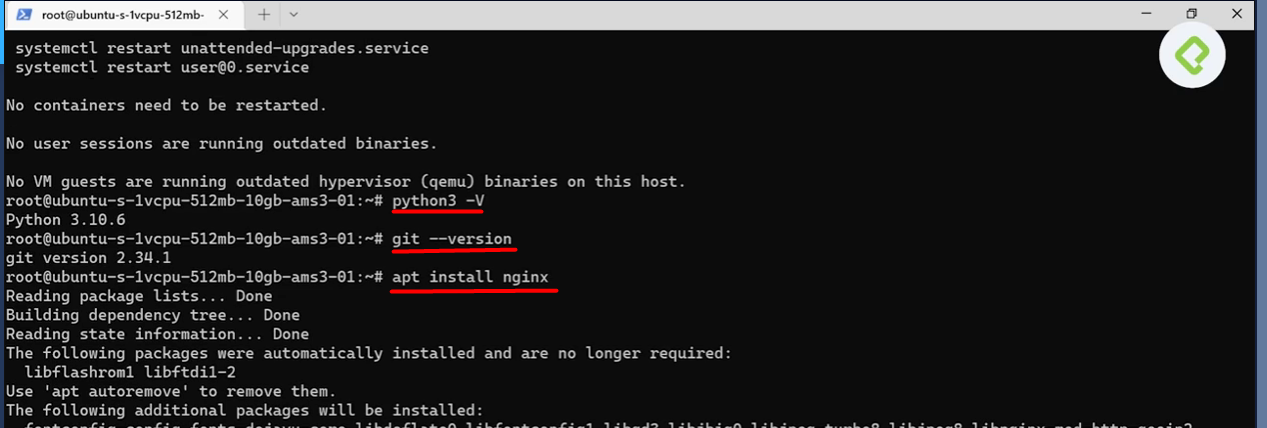 root@ubuntu-s-1vcpu-512mb-
systemctl restart unattended-upgrades.service
systemctl restart user@0.service
No containers need to be restarted.
No user sessions are running outdated binaries.
No VM guests are running outdated hypervisor (qemu) binaries on this host.
root@ubuntu-s-1vcpu-512mb-10gb-ams3-01:~# python3 -V
Python 3.10.6
root@ubuntu-s-1vcpu-512mb-10gb-ams3-01:~# git --version
git version 2.34.1
root@ubuntu-s-1vcpu-512mb-10gb-ams3-01:~# apt install nginx
Reading package lists... Done
Building dependency tree... Done
Reading state information... Done
The following packages were automatically installed and are no longer required:
libflashrom1 libftdi1-2
Use 'apt autoremove' to remove them.
The following additional packages will be installed: